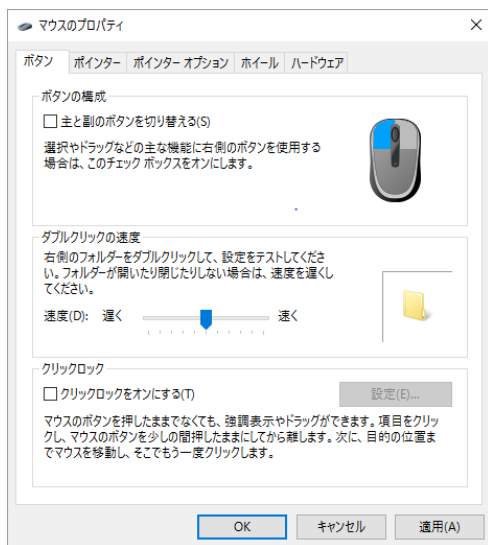 マウスのプロパティ
ボタン ポインター ポインター オプション ホイール ハードウェア
ボタンの構成
主と副のボタンを切り替える(S)
選択やドラッグなどの主な機能に右側のボタンを使用する
場合は、このチェック ボックスをオンにします。
ダブルクリックの速度
右側のフォルダーをダブルクリックして、設定をテストしてくださ
い。フォルダーが開いたり閉じたりしない場合は、速度を遅くし
てください。
速度(D): 遅く 速く
クリックロック
クリックロックをオンにする(T) 設定(E)...
マウスのボタンを押したままでなくても、強調表示やドラッグができます。項目をクリッ
クし、マウスのボタンを少しの間押したままにしてから離します。次に、目的の位置ま
でマウスを移動し、そこでもう一度クリックします。
OK キャンセル 適用(A)